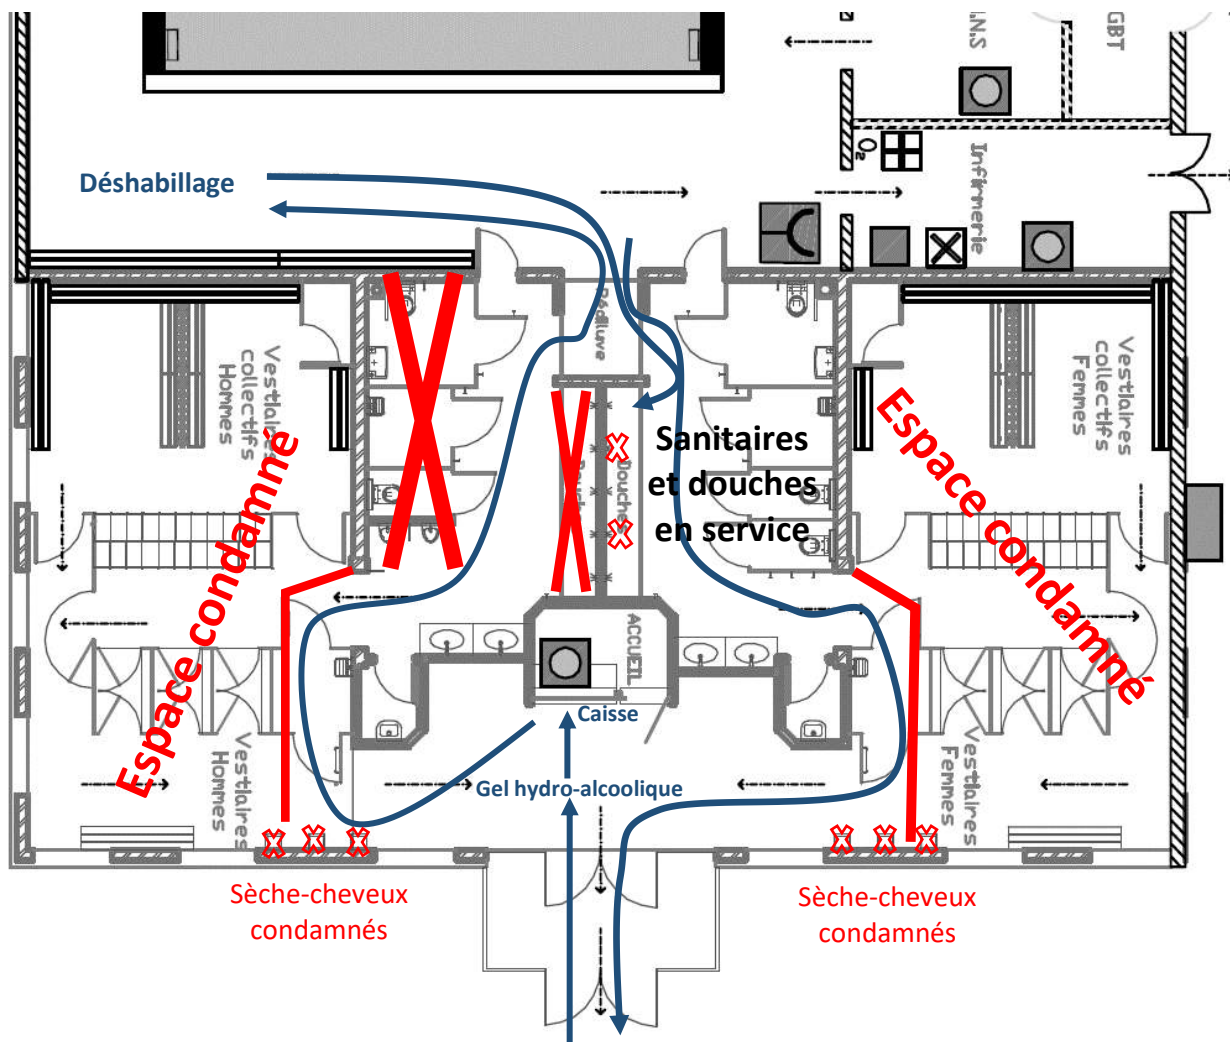 M.N.S
GBT
O₂
Infirmerie
Déshabillage
Pédiluve
Vestiaires
collectifs
Hommes
Vestiaires
collectifs
Femmes
Espace condamné
Espace condamné
Sanitaires
et douches
en service
Douches
ACCUEIL
Caisse
Gel hydro-alcoolique
Vestiaires
Hommes
Vestiaires
Femmes
Sèche-cheveux
condamnés
Sèche-cheveux
condamnés